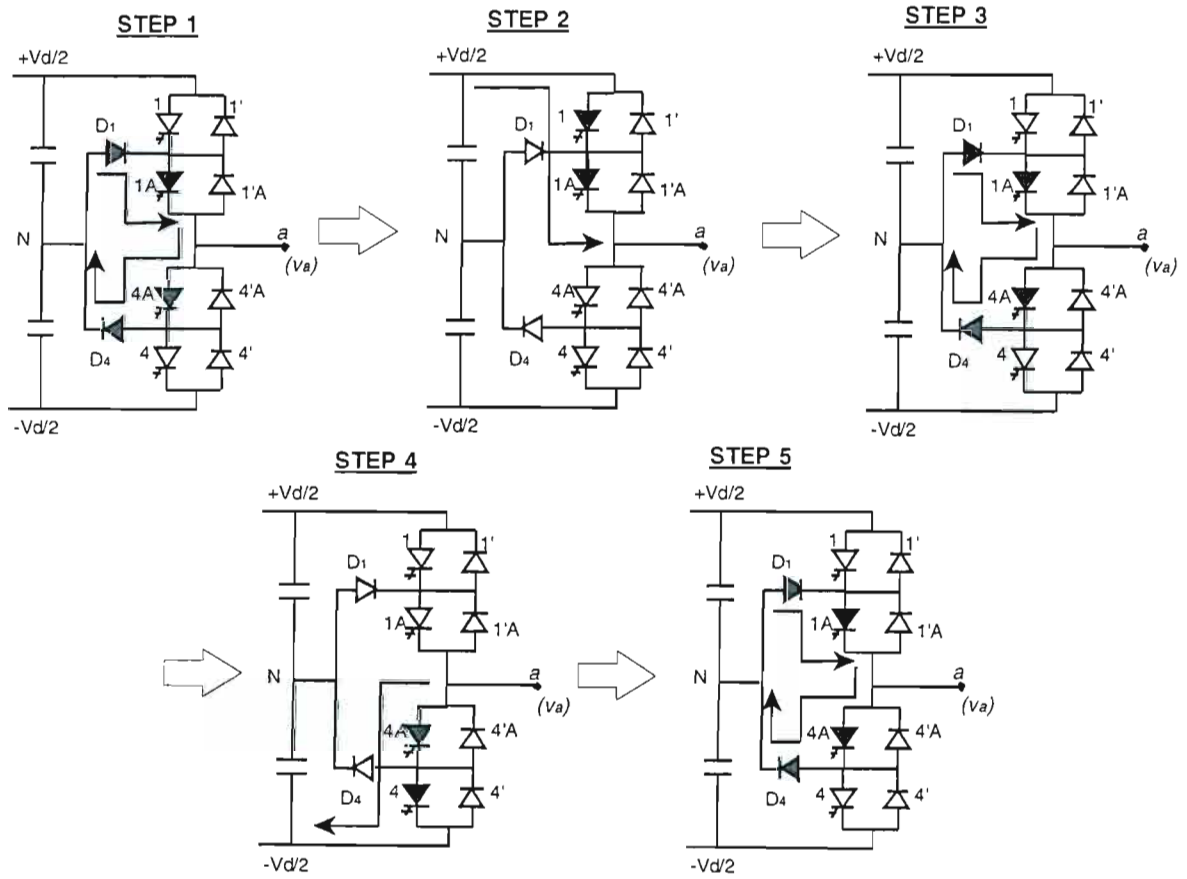 STEP 1
+Vd/2
1
1'
D1
1A
1'A
N
a
(va)
4A
4'A
D4
4
4'
-Vd/2
STEP 2
+Vd/2
1
1'
D1
1A
1'A
N
a
(va)
4A
4'A
D4
4
4'
-Vd/2
STEP 3
+Vd/2
1
1'
D1
1A
1'A
N
a
(va)
4A
4'A
D4
4
4'
-Vd/2
STEP 4
+Vd/2
1
1'
D1
1A
1'A
N
a
(va)
4A
4'A
D4
4
4'
-Vd/2
STEP 5
+Vd/2
1
1'
D1
1A
1'A
N
a
(va)
4A
4'A
D4
4
4'
-Vd/2